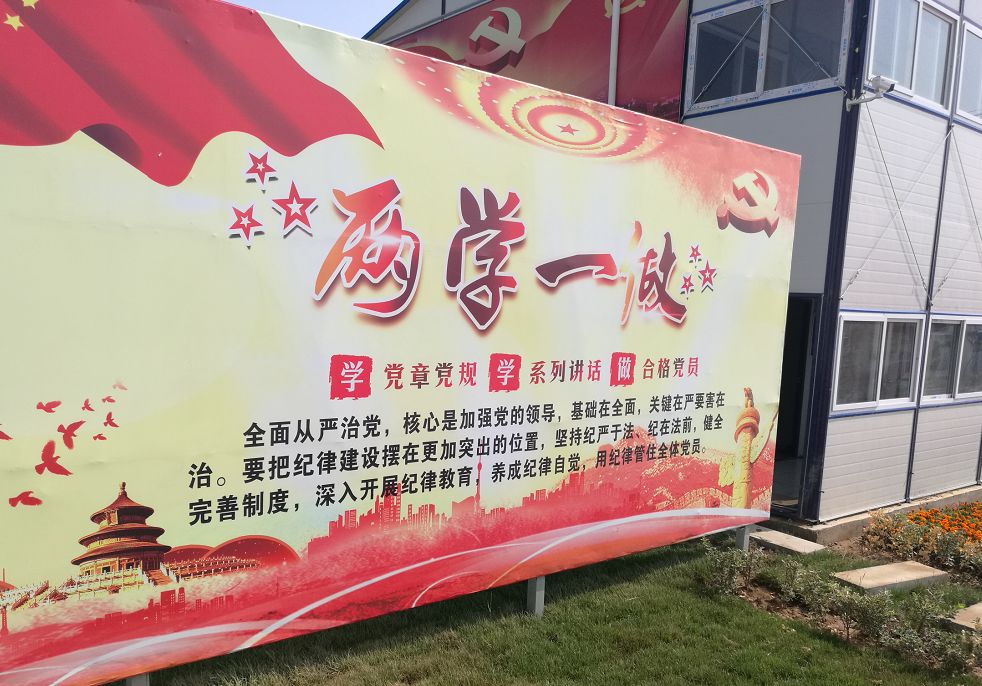 两学一做
学 党章党规 学 系列讲话 做 合格党员
全面从严治党，核心是加强党的领导，基础在全面，关键在严要害在
治。要把纪律建设摆在更加突出的位置，坚持纪严于法、纪在法前，健全
完善制度，深入开展纪律教育，养成纪律自觉，用纪律管住全体党员。